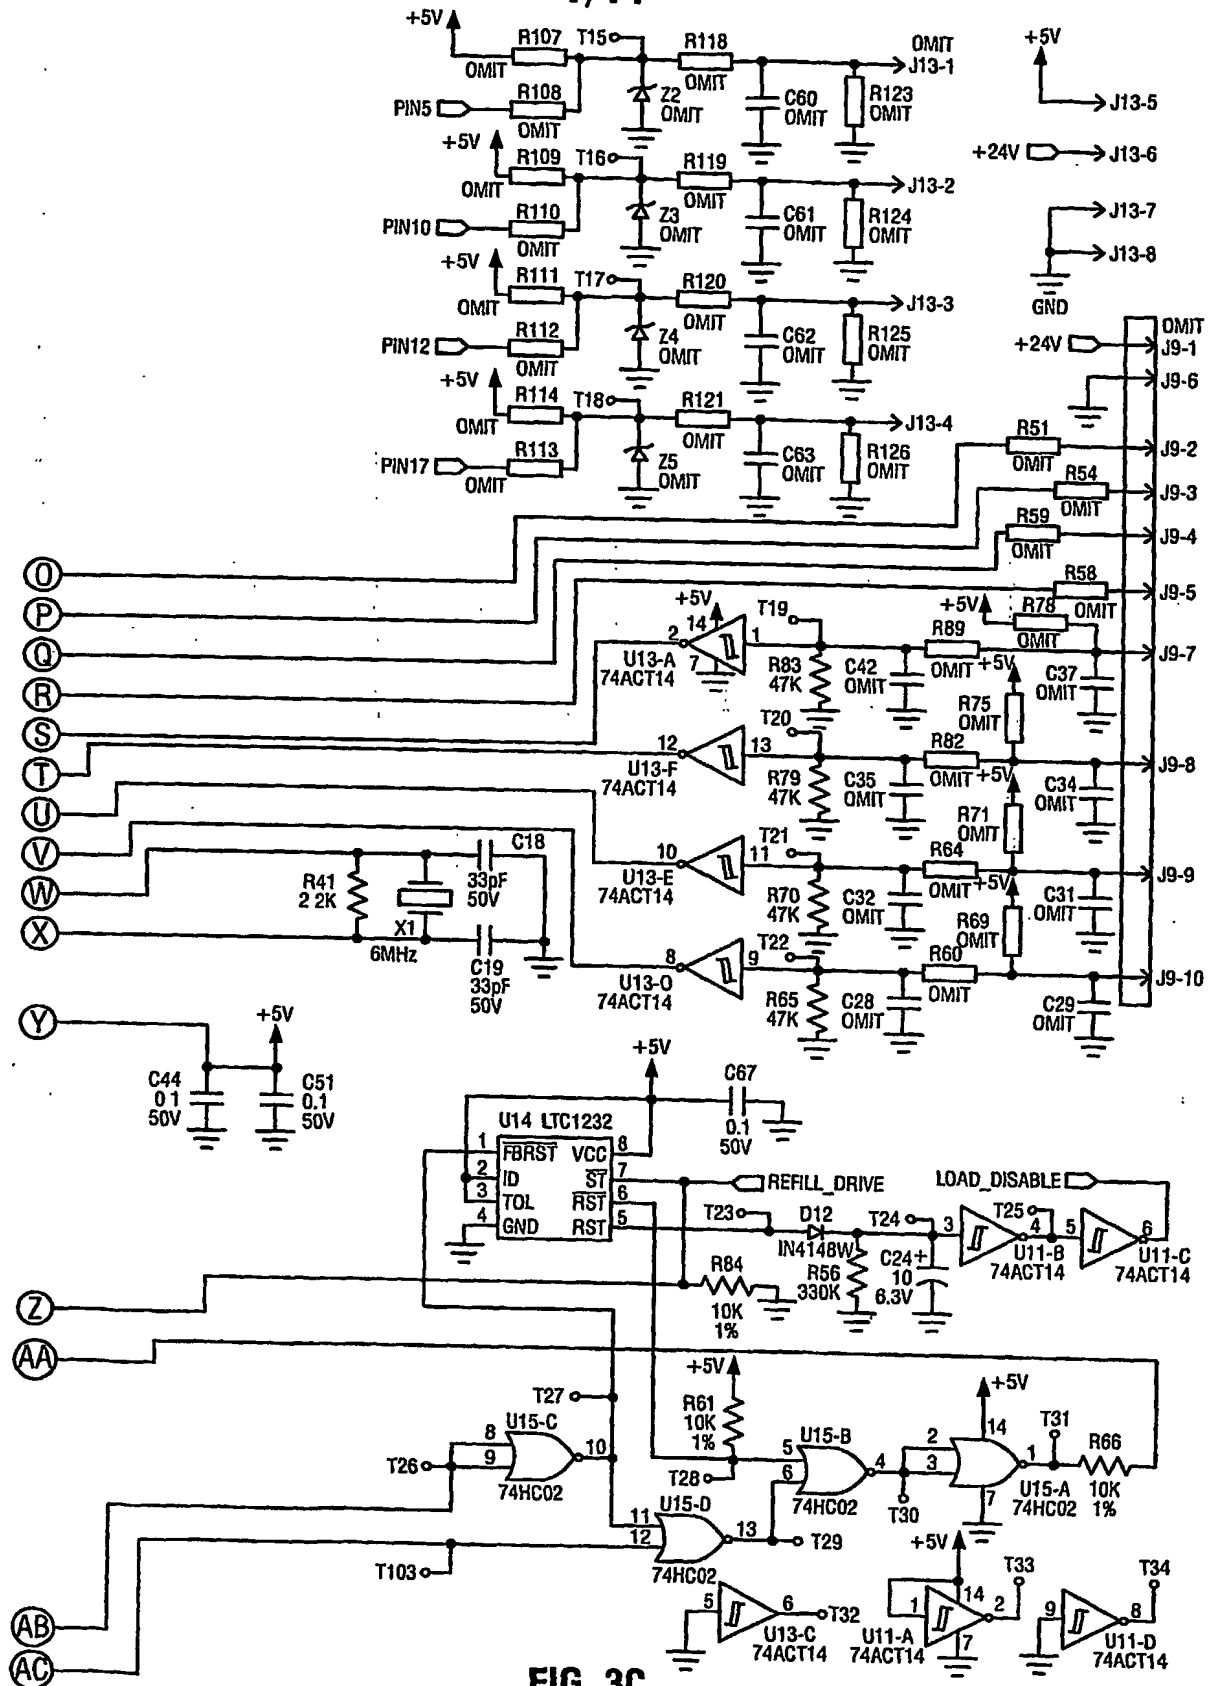 +5V
R107
OMIT
T15
R118
OMIT
OMIT
J13-1
PIN5
R108
OMIT
Z2
OMIT
C60
OMIT
R123
OMIT
+5V
J13-5
+5V
R109
OMIT
T16
R119
OMIT
J13-2
+24V
J13-6
PIN10
R110
OMIT
Z3
OMIT
C61
OMIT
R124
OMIT
J13-7
J13-8
GND
+5V
R111
OMIT
T17
R120
OMIT
J13-3
PIN12
R112
OMIT
Z4
OMIT
C62
OMIT
R125
OMIT
+5V
R114
OMIT
T18
R121
OMIT
J13-4
PIN17
R113
OMIT
Z5
OMIT
C63
OMIT
R126
OMIT
OMIT
+24V
J9-1
J9-6
R51
OMIT
J9-2
R54
OMIT
J9-3
R59
OMIT
J9-4
R58
OMIT
J9-5
O
P
Q
R
S
T
U
V
W
X
Y
Z
AA
AB
AC
+5V
14
2
1
7
U13-A
74ACT14
T19
R83
47K
C42
OMIT
R89
OMIT
+5V
R78
OMIT
J9-7
C37
OMIT
+5V
R75
OMIT
12
13
U13-F
74ACT14
T20
R79
47K
C35
OMIT
R82
OMIT
J9-8
C34
OMIT
+5V
R71
OMIT
10
11
U13-E
74ACT14
T21
R70
47K
C32
OMIT
R64
OMIT
J9-9
C31
OMIT
+5V
R69
OMIT
8
9
U13-O
74ACT14
T22
R65
47K
C28
OMIT
R60
OMIT
J9-10
C29
OMIT
R41
2 2K
X1
6MHz
C18
33pF
50V
C19
33pF
50V
+5V
C44
0 1
50V
C51
0.1
50V
+5V
C67
0.1
50V
U14 LTC1232
1 FBRST VCC 8
2 ID ST 7
3 TOL RST 6
4 GND RST 5
REFILL_DRIVE
LOAD_DISABLE
T23
D12
IN4148W
T24
R56
330K
C24 +
10
6.3V
3
4
U11-B
74ACT14
T25
5
6
U11-C
74ACT14
R84
10K
1%
+5V
R61
10K
1%
T28
T27
U15-C
8
9
10
74HC02
T26
U15-B
5
6
4
74HC02
T30
+5V
14
2
3
1
7
U15-A
74HC02
T31
R66
10K
1%
U15-D
11
12
13
74HC02
T29
T103
5
6
T32
U13-C
74ACT14
+5V
14
1
2
7
U11-A
74ACT14
T33
9
8
U11-D
74ACT14
T34
FIG. 3C